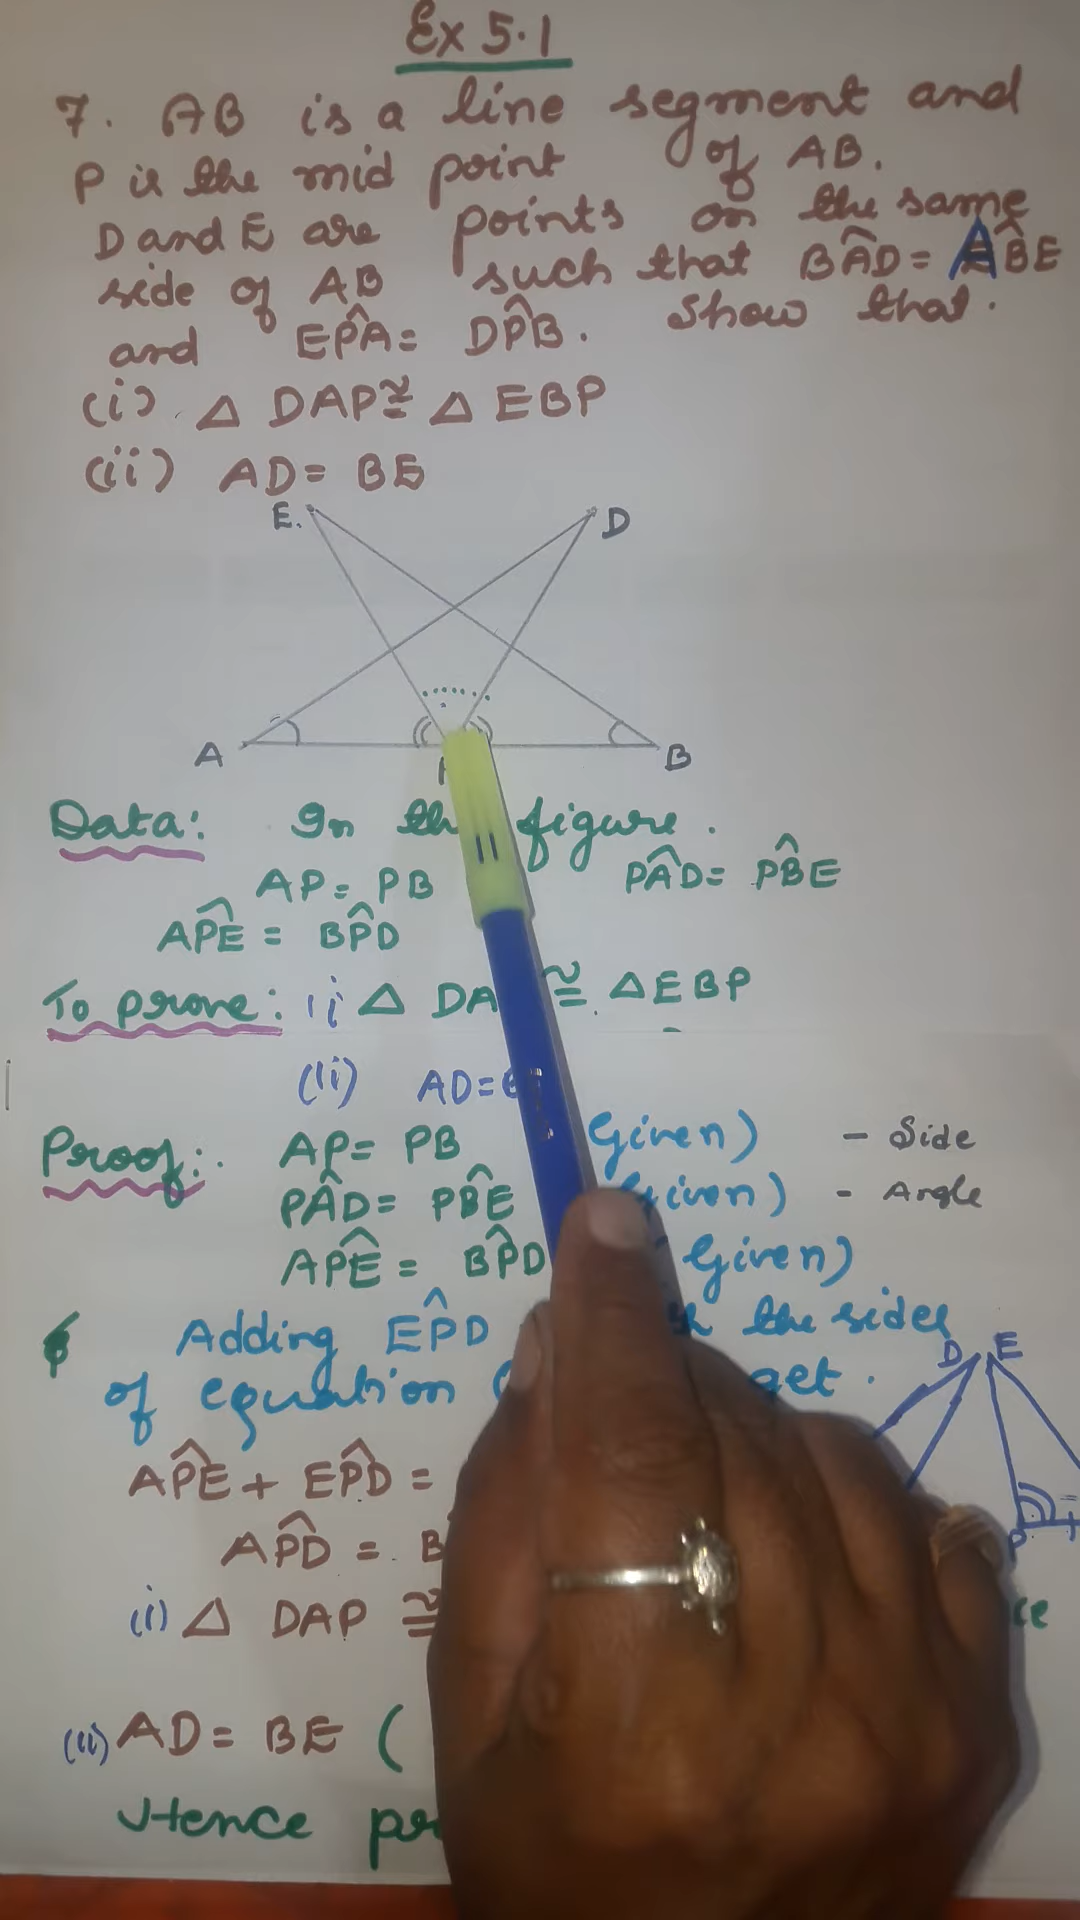 Ex 5.1
7. AB is a line segment and
P is the mid point of AB.
D and E are points on the same
side of AB such that BÂD = AB̂E
and EP̂A = DP̂B. Show that.
(i) △ DAP ≅ △ EBP
(ii) AD = BE
E. D
A B
Data: In the figure.
AP = PB PÂD = PB̂E
AP̂E = BP̂D
To prove: (i) △ DA ≅ △EBP
(ii) AD =
Proof: AP = PB Given) - Side
PÂD = PB̂E Given) - Angle
AP̂E = BP̂D Given)
Adding EP̂D the sides
of equation get.
D E
AP̂E + EP̂D =
P
AP̂D = B
(i) △ DAP ≅
(ii) AD = BE (
Hence